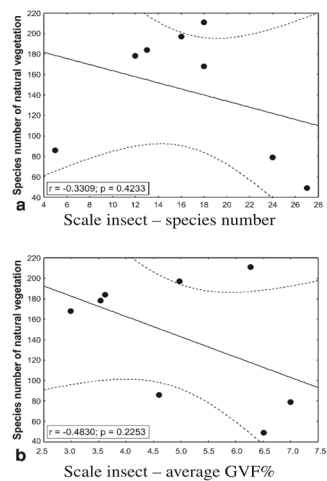 220
200
180
160
140
120
100
80
60
40
Species number of natural vegetation
r = -0.3309; p = 0.4233
4 6 8 10 12 14 16 18 20 22 24 26 28
a
Scale insect – species number
220
200
180
160
140
120
100
80
60
40
Species number of natural vegetation
r = -0.4830; p = 0.2253
2.5 3.0 3.5 4.0 4.5 5.0 5.5 6.0 6.5 7.0 7.5
b
Scale insect – average GVF%